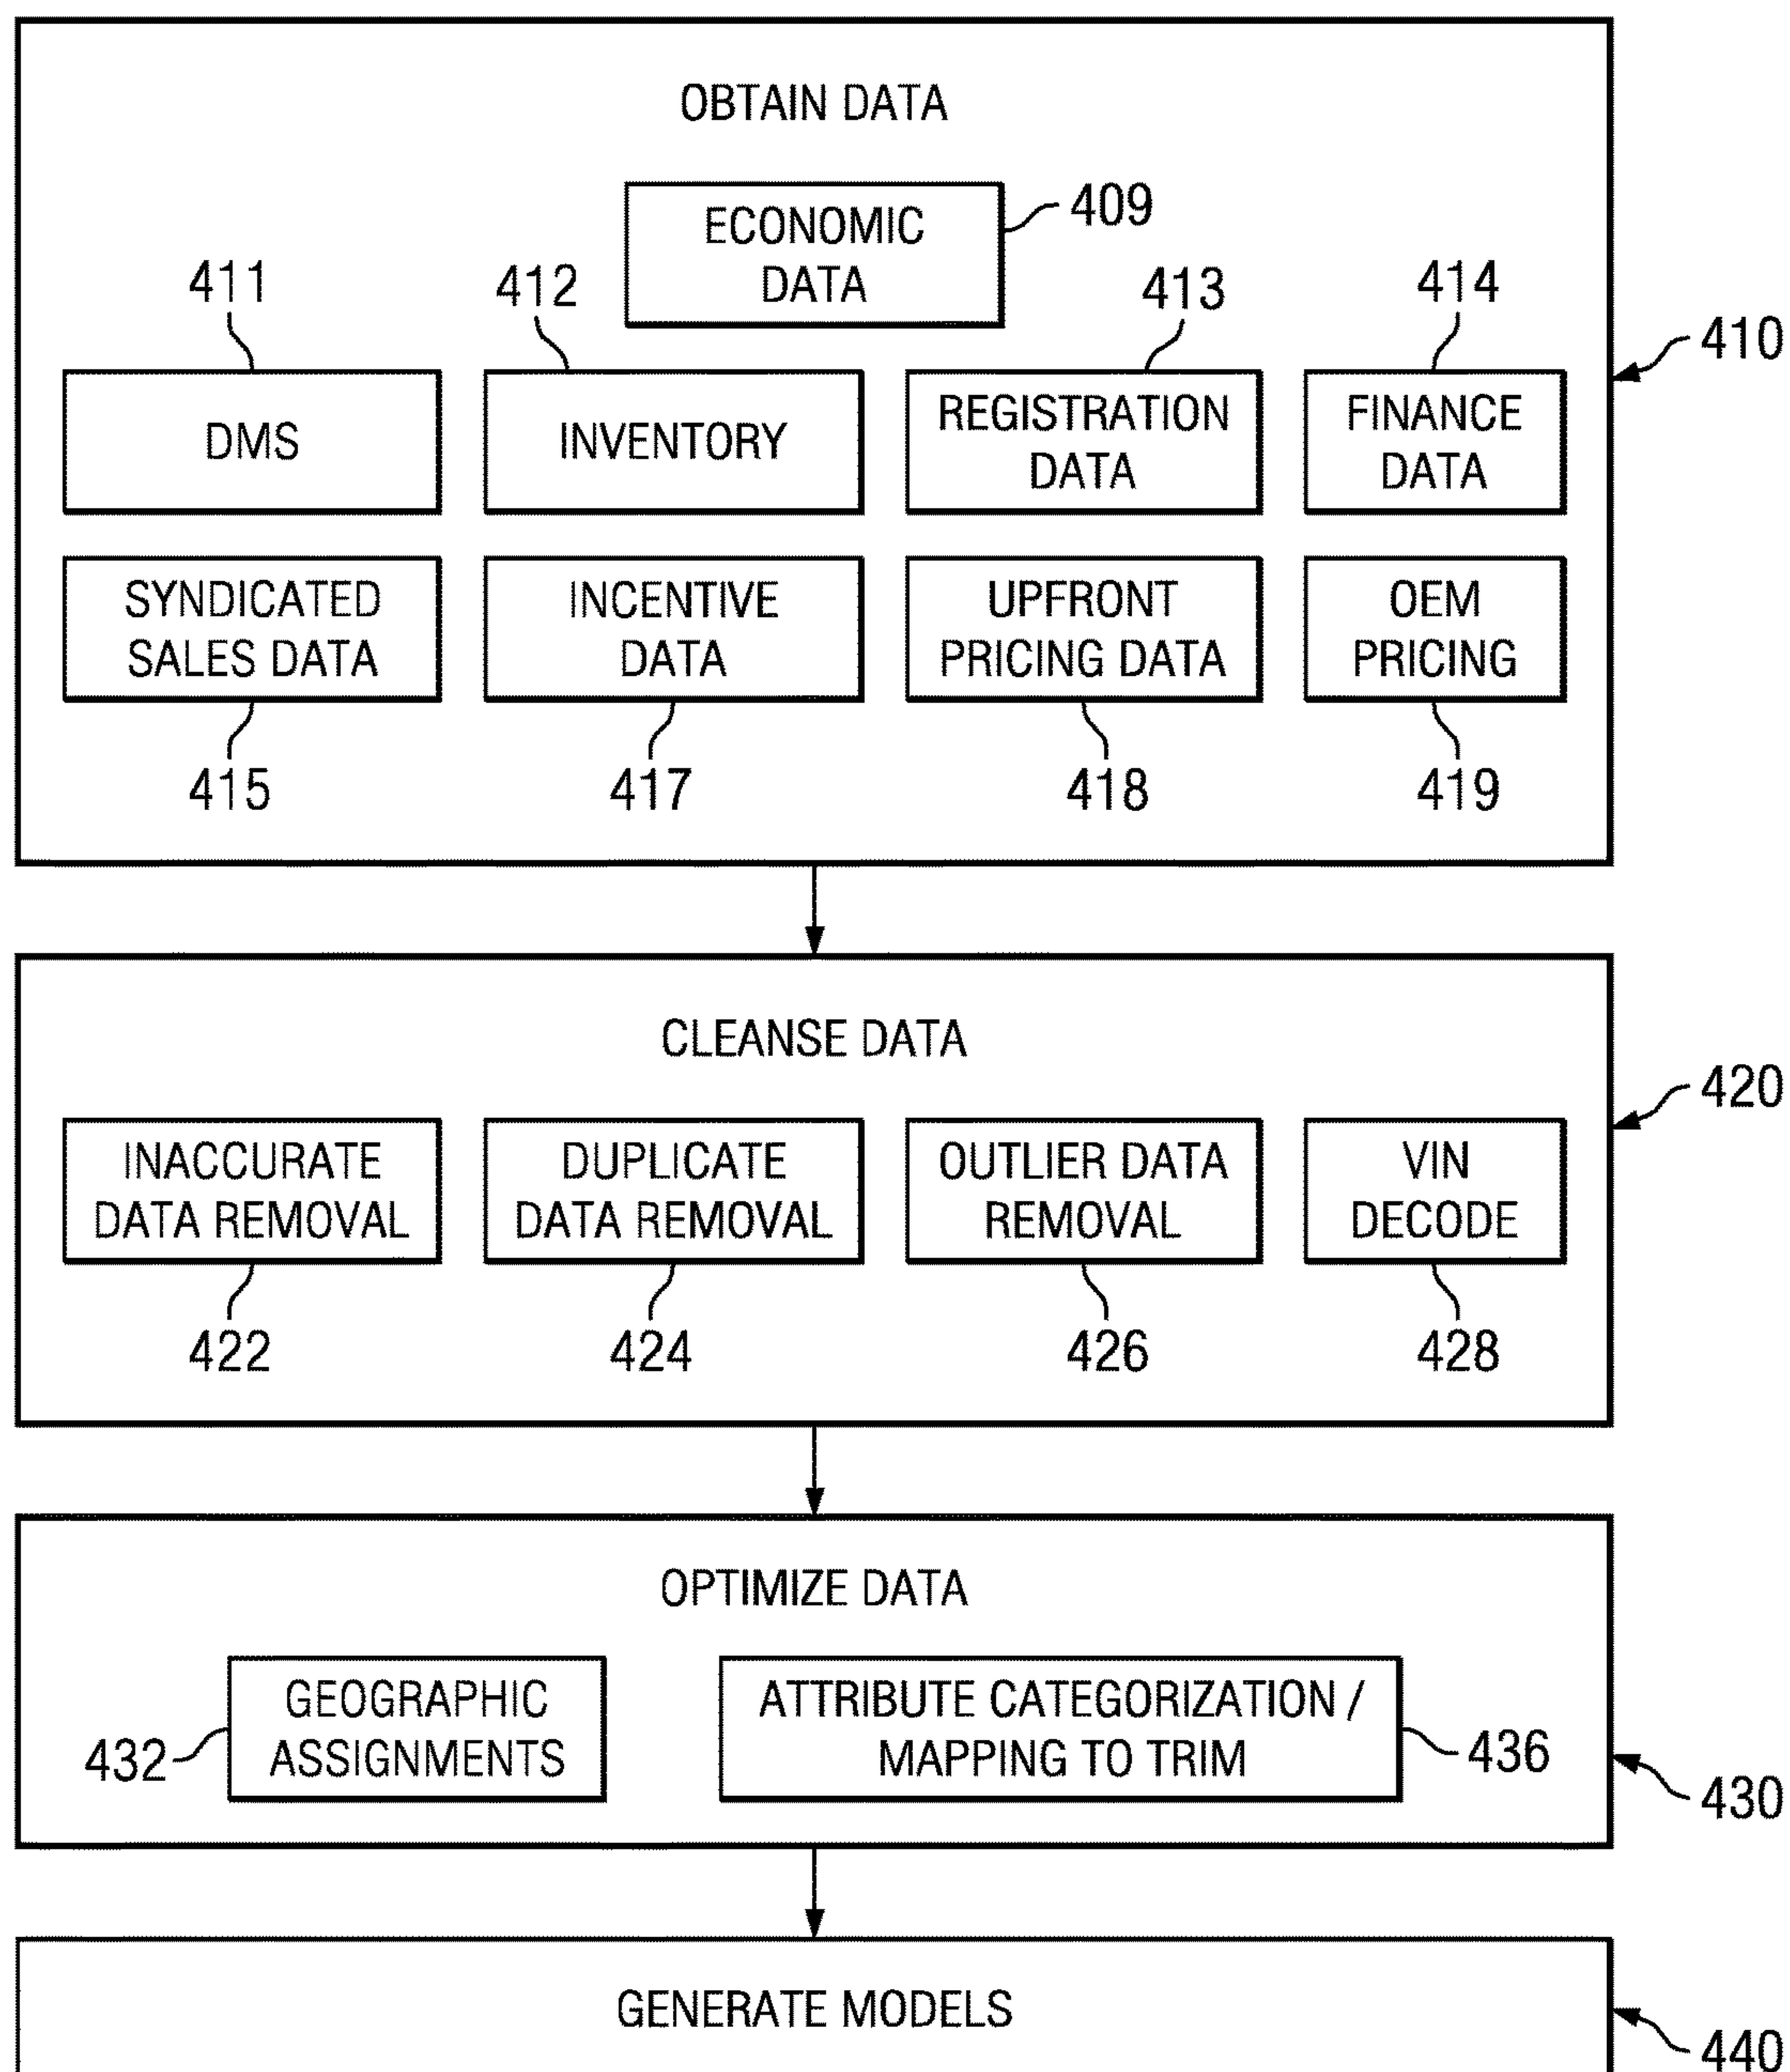 OBTAIN DATA
ECONOMIC
DATA
409
411
412
413
414
410
DMS
INVENTORY
REGISTRATION
DATA
FINANCE
DATA
SYNDICATED
SALES DATA
INCENTIVE
DATA
UPFRONT
PRICING DATA
OEM
PRICING
415
417
418
419
CLEANSE DATA
420
INACCURATE
DATA REMOVAL
DUPLICATE
DATA REMOVAL
OUTLIER DATA
REMOVAL
VIN
DECODE
422
424
426
428
OPTIMIZE DATA
432
GEOGRAPHIC
ASSIGNMENTS
ATTRIBUTE CATEGORIZATION /
MAPPING TO TRIM
436
430
GENERATE MODELS
440